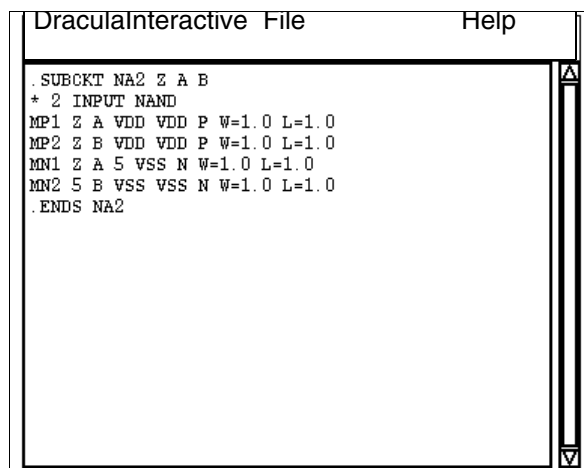 DraculaInteractive File Help
.SUBCKT NA2 Z A B
* 2 INPUT NAND
MP1 Z A VDD VDD P W=1.0 L=1.0
MP2 Z B VDD VDD P W=1.0 L=1.0
MN1 Z A 5 VSS N W=1.0 L=1.0
MN2 5 B VSS VSS N W=1.0 L=1.0
.ENDS NA2